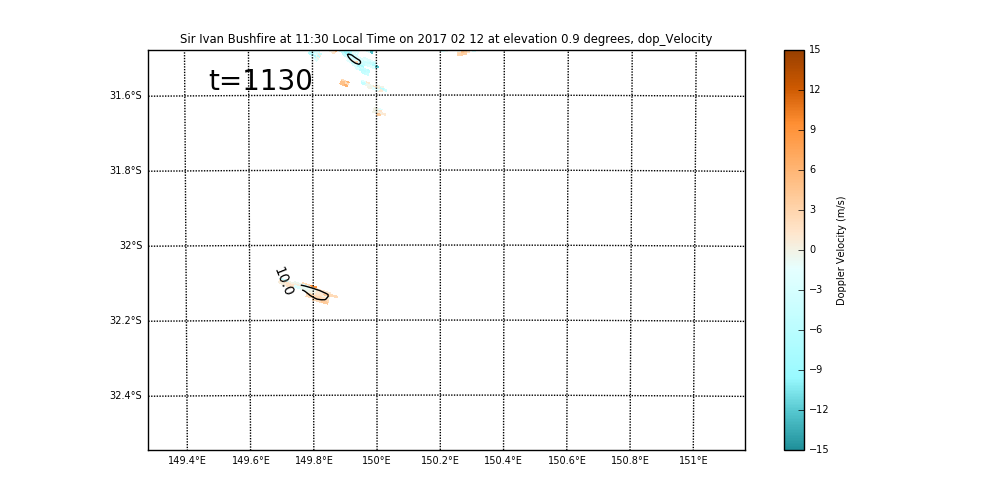 Sir Ivan Bushfire at 11:30 Local Time on 2017 02 12 at elevation 0.9 degrees, dop_Velocity
t=1130
31.6°S
31.8°S
32°S
32.2°S
32.4°S
10.0
149.4°E 149.6°E 149.8°E 150°E 150.2°E 150.4°E 150.6°E 150.8°E 151°E
15
12
9
6
3
0
−3
−6
−9
−12
−15
Doppler Velocity (m/s)